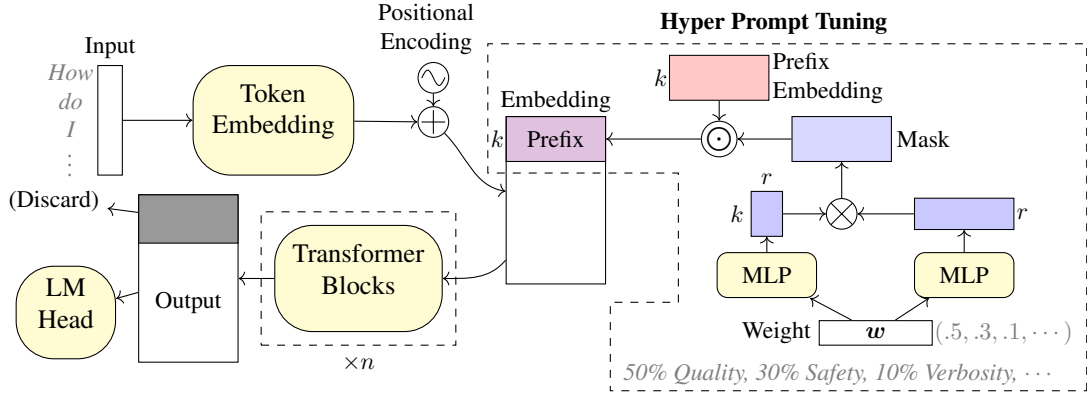 Hyper Prompt Tuning
Positional
Encoding
Input
How
do
I
⋮
Token
Embedding
Embedding
k
Prefix
k
Prefix
Embedding
Mask
r
k
r
MLP
MLP
Weight
w
(.5, .3, .1, ⋯)
50% Quality, 30% Safety, 10% Verbosity, ⋯
(Discard)
Transformer
Blocks
×n
Output
LM
Head